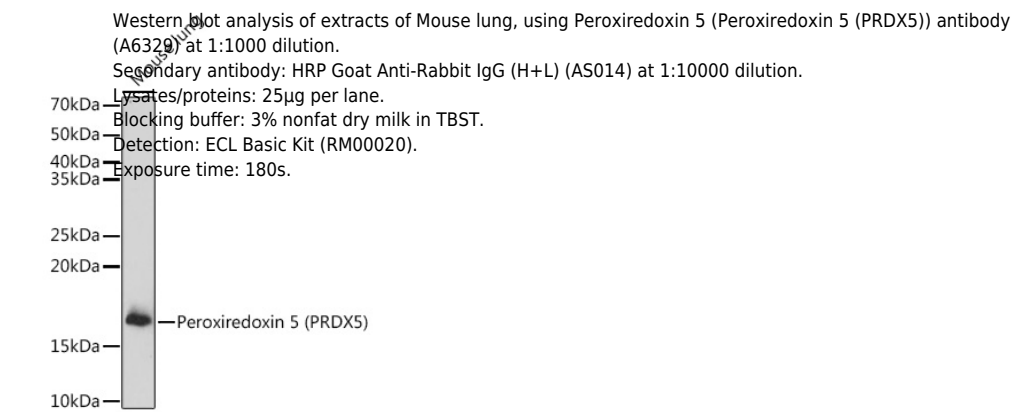 Western blot analysis of extracts of Mouse lung, using Peroxiredoxin 5 (Peroxiredoxin 5 (PRDX5)) antibody
(A6329) at 1:1000 dilution.
Secondary antibody: HRP Goat Anti-Rabbit IgG (H+L) (AS014) at 1:10000 dilution.
Lysates/proteins: 25μg per lane.
Blocking buffer: 3% nonfat dry milk in TBST.
Detection: ECL Basic Kit (RM00020).
Exposure time: 180s.
Mouse lung
70kDa
50kDa
40kDa
35kDa
25kDa
20kDa
Peroxiredoxin 5 (PRDX5)
15kDa
10kDa